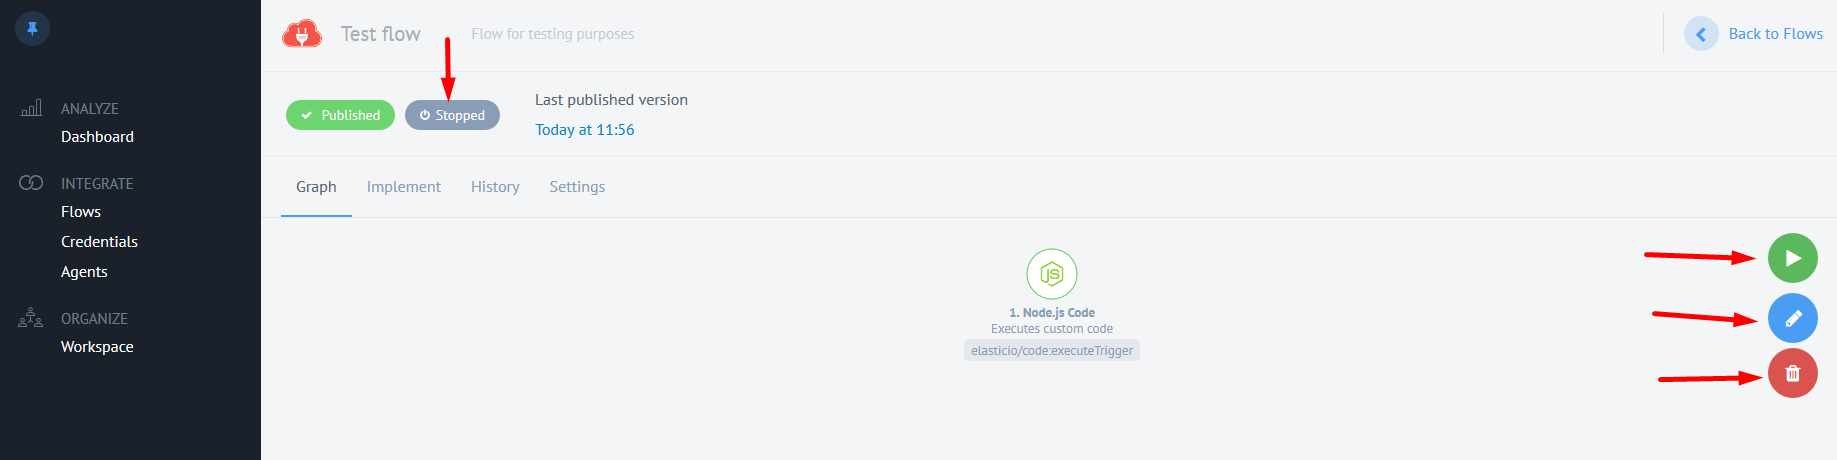 Test flow
Flow for testing purposes
Back to Flows
ANALYZE
Dashboard
INTEGRATE
Flows
Credentials
Agents
ORGANIZE
Workspace
Published
Stopped
Last published version
Today at 11:56
Graph
Implement
History
Settings
JS
1. Node.js Code
Executes custom code
elasticio/code:executeTrigger